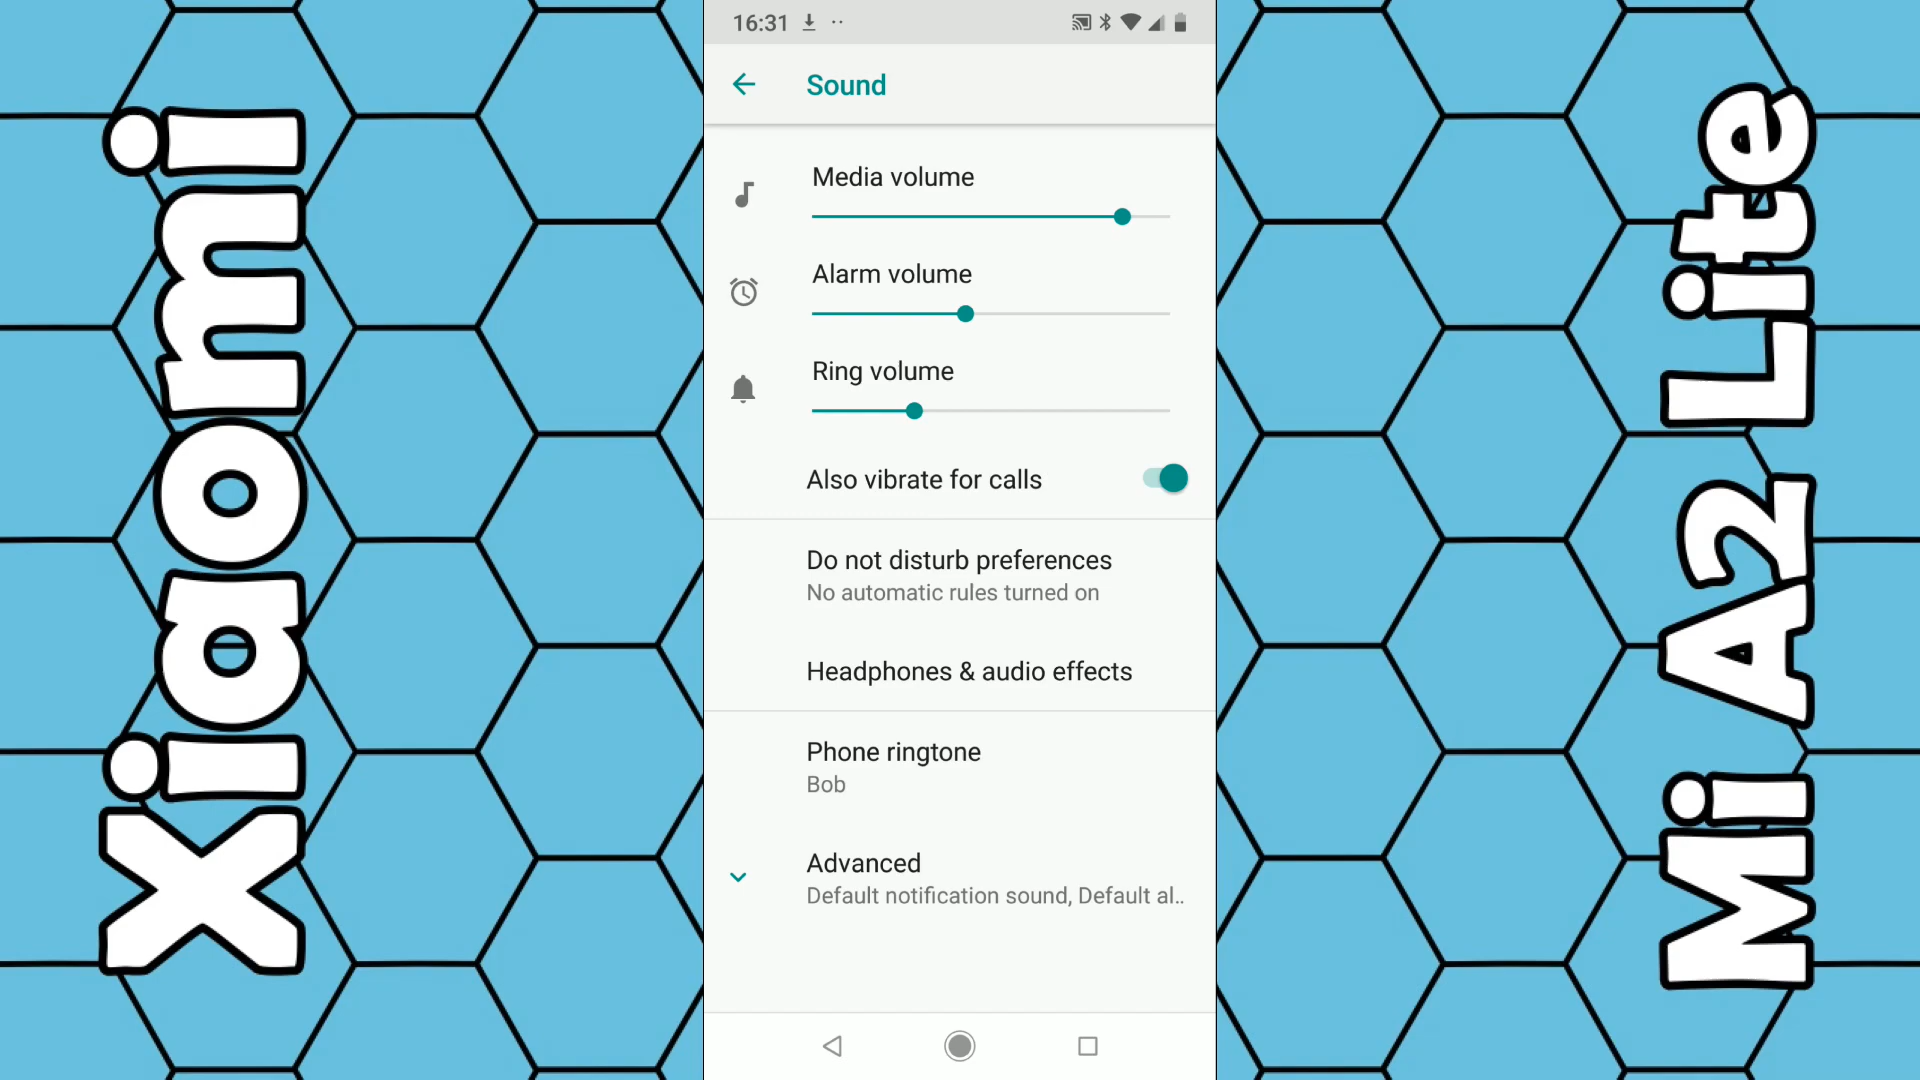 Xiaomi
16:31
Sound
Media volume
Alarm volume
Ring volume
Also vibrate for calls
Do not disturb preferences
No automatic rules turned on
Headphones & audio effects
Phone ringtone
Bob
Advanced
Default notification sound, Default al..
Mi A2 Lite